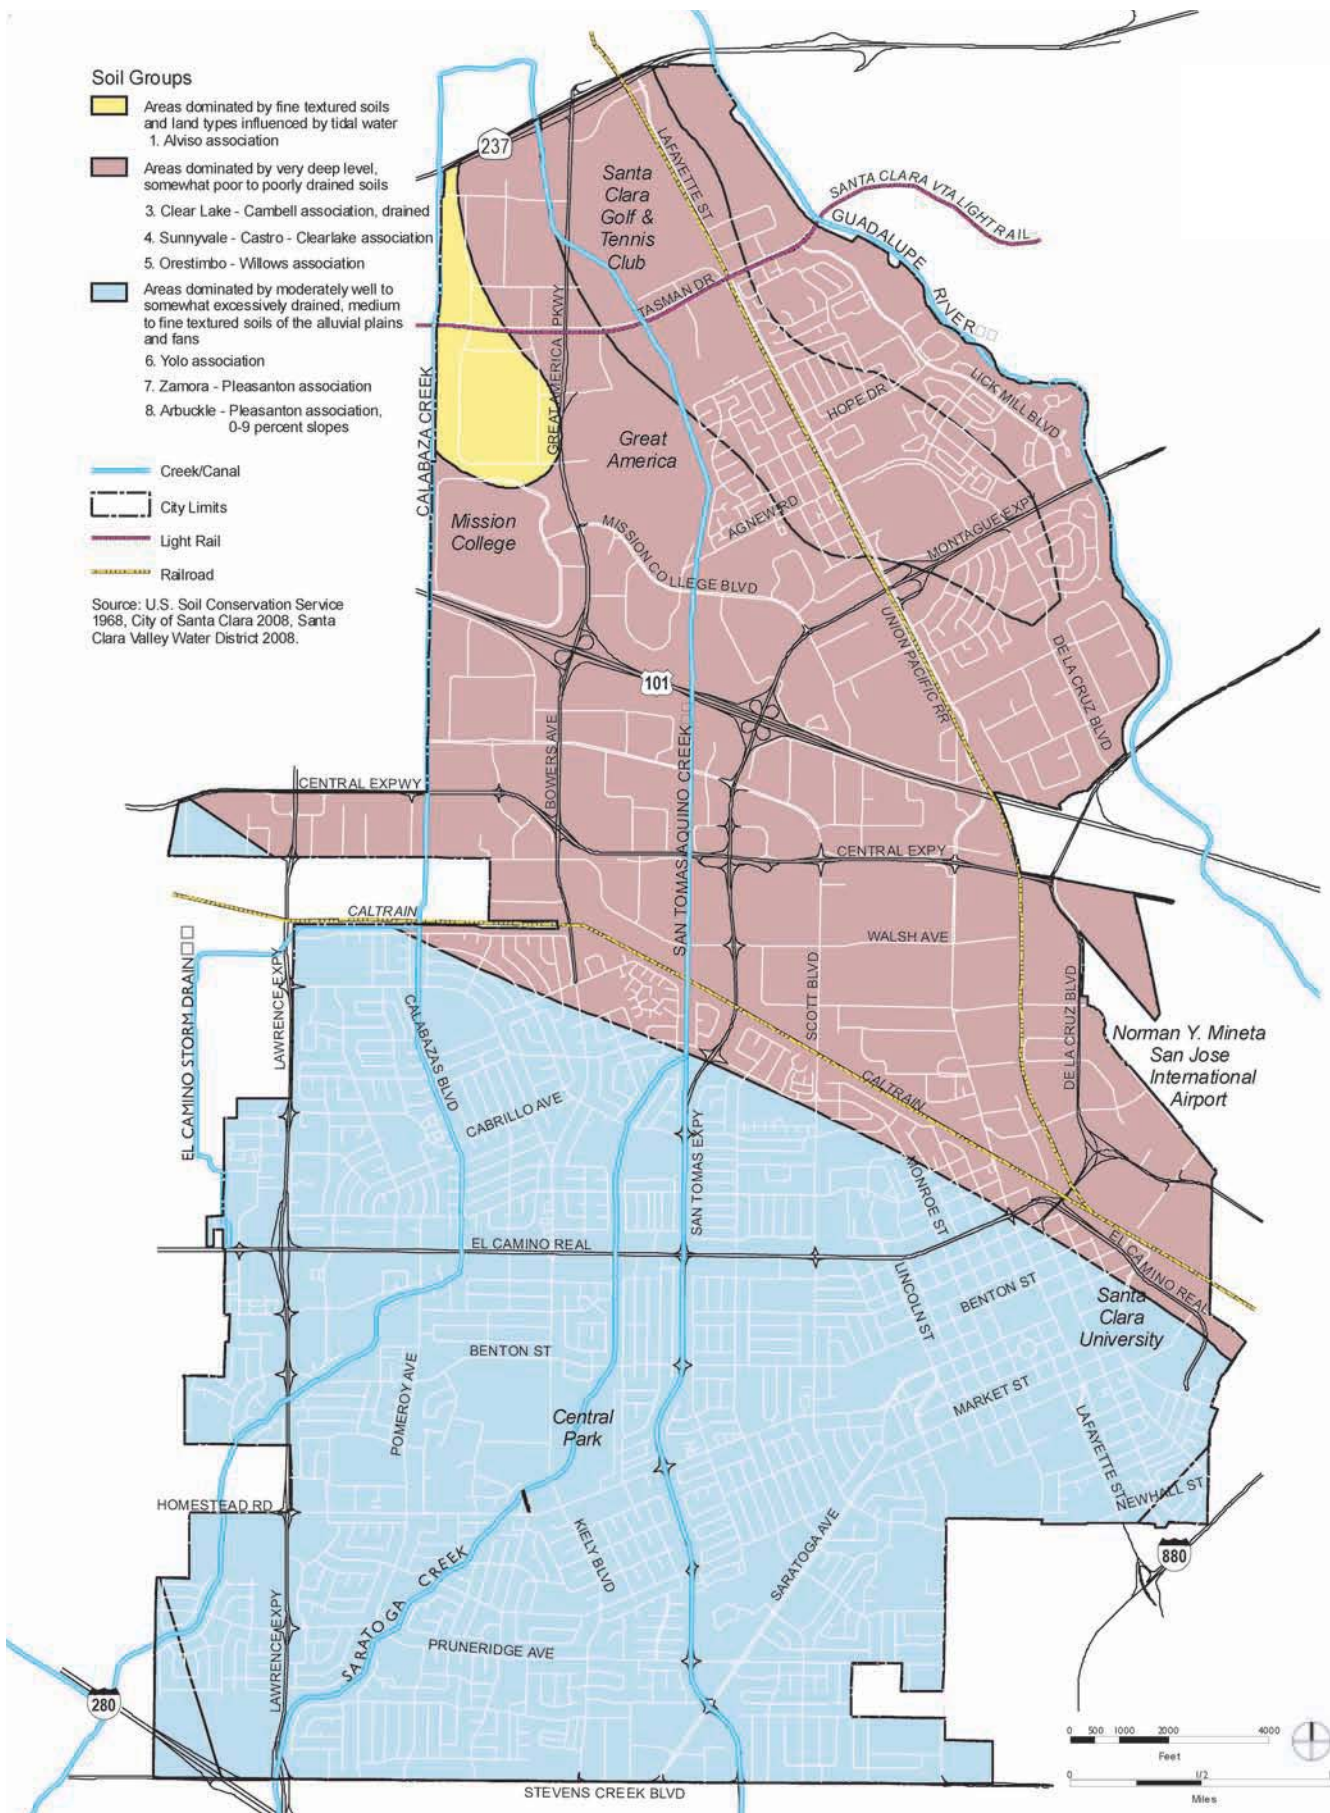 Soil Groups
Areas dominated by fine textured soils
and land types influenced by tidal water
1. Alviso association
Areas dominated by very deep level,
somewhat poor to poorly drained soils
3. Clear Lake - Cambell association, drained
4. Sunnyvale - Castro - Clearlake association
5. Orestimbo - Willows association
Areas dominated by moderately well to
somewhat excessively drained, medium
to fine textured soils of the alluvial plains
and fans
6. Yolo association
7. Zamora - Pleasanton association
8. Arbuckle - Pleasanton association,
0-9 percent slopes
Creek/Canal
City Limits
Light Rail
Railroad
Source: U.S. Soil Conservation Service
1968, City of Santa Clara 2008, Santa
Clara Valley Water District 2008.
237
LAFAYETTE ST
Santa
Clara
Golf &
Tennis
Club
SANTA CLARA VTA LIGHTRAIL
GUADALUPE
RIVER
TASMAN DR
GREAT AMERICA PKWY
CALABAZA CREEK
LICK MILL BLVD
HOPE DR
Great
America
AGNEW RD
MONTAGUE EXPY
Mission
College
MISSION COLLEGE BLVD
UNION PACIFIC RR
DE LA CRUZ BLVD
101
SAN TOMAS AQUINO CREEK
BOWERS AVE
CENTRAL EXPWY
CENTRAL EXPY
CALTRAIN
WALSH AVE
EL CAMINO STORM DRAIN
LAWRENCE EXPY
SCOTT BLVD
DE LA CRUZ BLVD
Norman Y. Mineta
San Jose
International
Airport
CALABAZAS BLVD
CABRILLO AVE
CALTRAIN
SAN TOMAS EXPY
MONROE ST
EL CAMINO REAL
EL CAMINO REAL
LINCOLN ST
BENTON ST
Santa
Clara
University
BENTON ST
POMEROY AVE
MARKET ST
Central
Park
LAFAYETTE ST
NEWHALL ST
HOMESTEAD RD
KIELY BLVD
SARATOGA AVE
880
SARATOGA CREEK
PRUNERIDGE AVE
LAWRENCE EXPY
280
STEVENS CREEK BLVD
0 500 1000 2000 4000
Feet
0 1/2
Miles